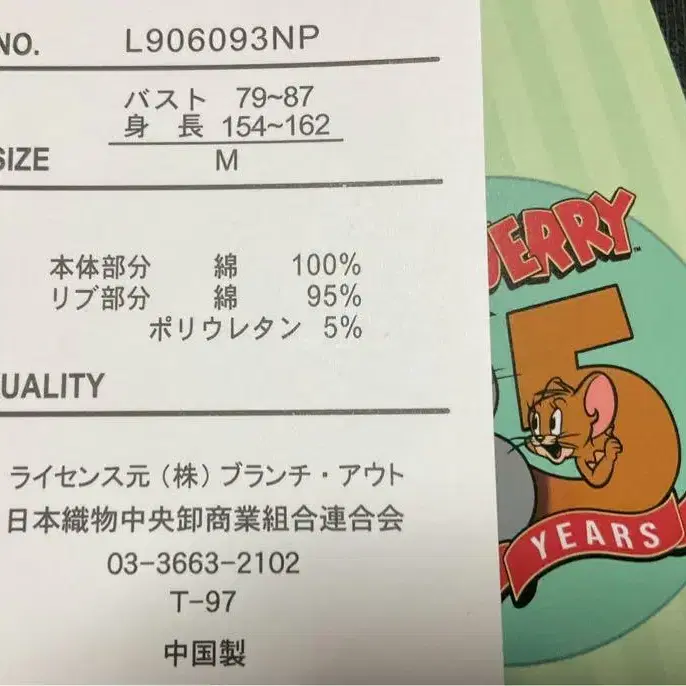 NO. L906093NP
バスト 79~87
身長 154~162
SIZE M
本体部分 綿 100%
リブ部分 綿 95%
ポリウレタン 5%
QUALITY
ライセンス元（株）ブランチ・アウト
日本織物中央卸商業組合連合会
03-3663-2102
T-97
中国製
JERRY
5
YEARS